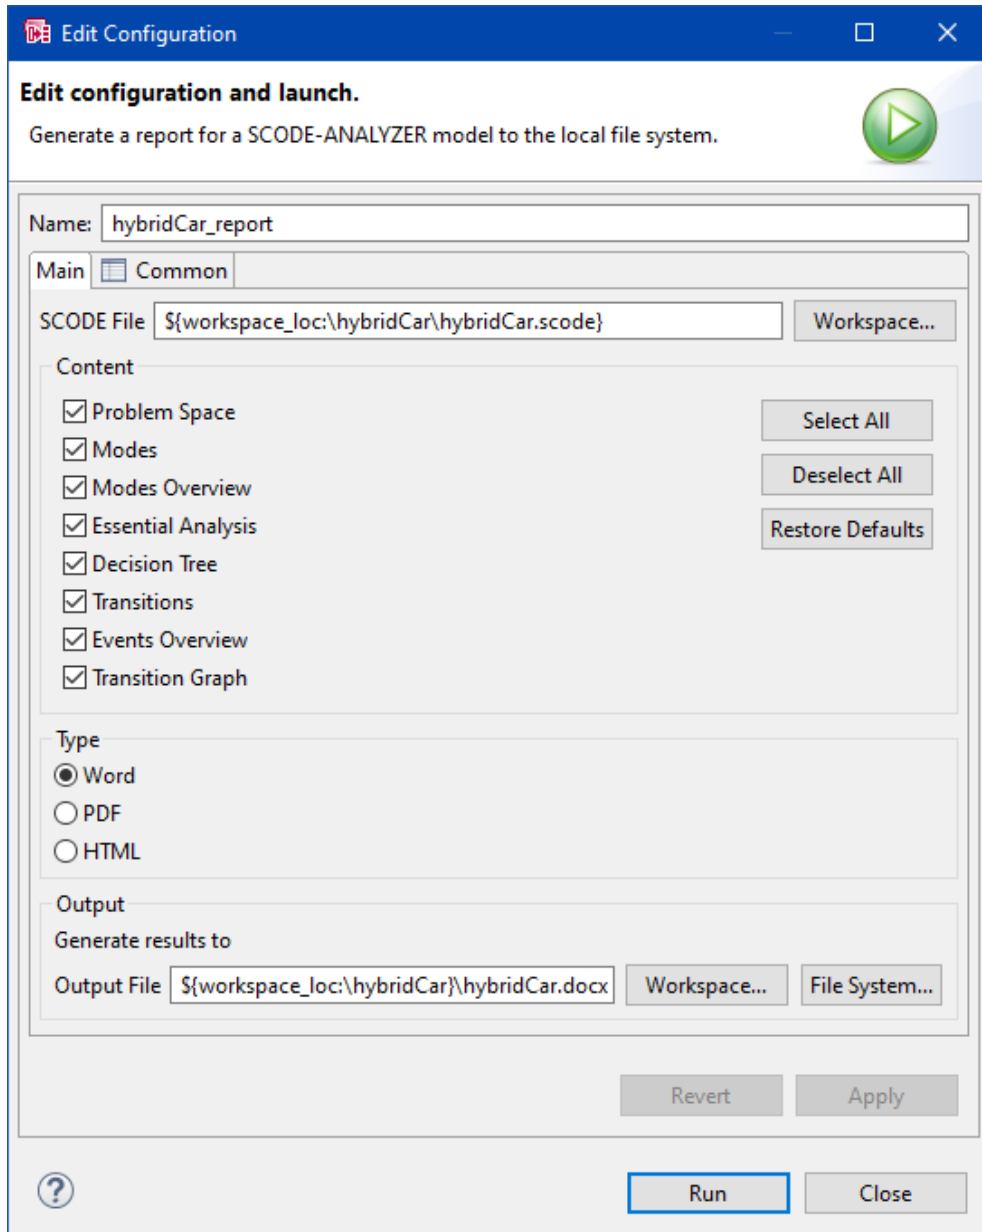 Edit Configuration
Edit configuration and launch.
Generate a report for a SCODE-ANALYZER model to the local file system.
Name: hybridCar_report
Main Common
SCODE File ${workspace_loc:\hybridCar\hybridCar.scode} Workspace...
Content
Problem Space
Select All
Modes
Modes Overview
Deselect All
Essential Analysis
Restore Defaults
Decision Tree
Transitions
Events Overview
Transition Graph
Type
Word
PDF
HTML
Output
Generate results to
Output File ${workspace_loc:\hybridCar}\hybridCar.docx Workspace... File System...
Revert Apply
? Run Close